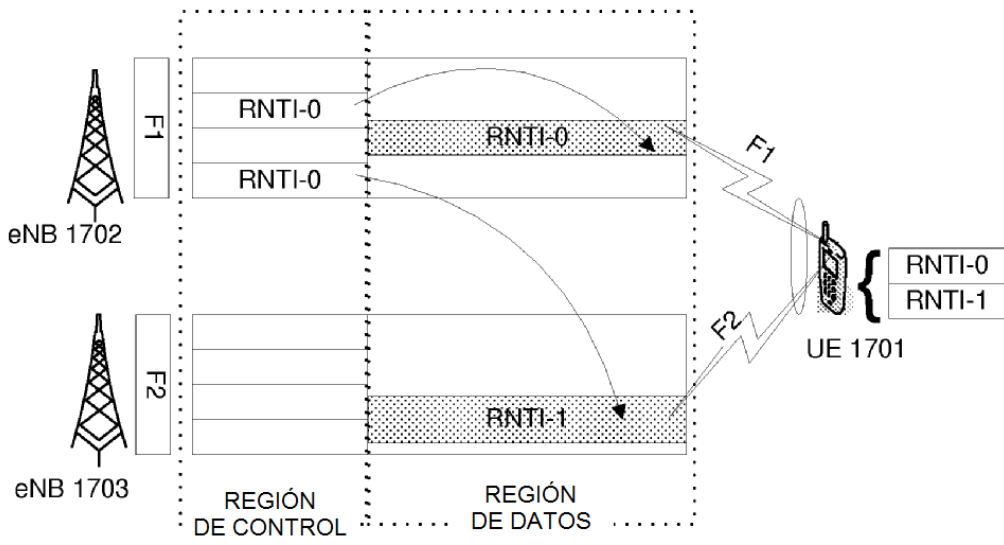 F1
RNTI-0
RNTI-0
RNTI-0
F1
eNB 1702
RNTI-0
RNTI-1
F2
UE 1701
F2
RNTI-1
eNB 1703
REGIÓN
DE CONTROL
REGIÓN
DE DATOS